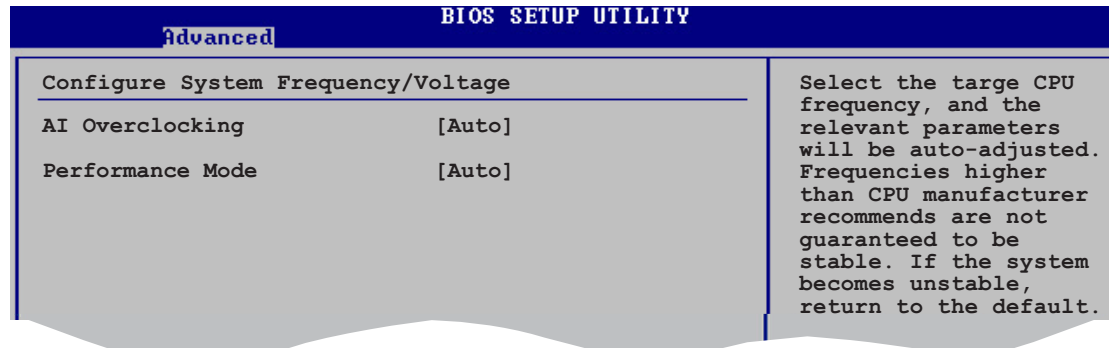 BIOS SETUP UTILITY
Advanced
Configure System Frequency/Voltage
AI Overclocking [Auto]
Performance Mode [Auto]
Select the targe CPU
frequency, and the
relevant parameters
will be auto-adjusted.
Frequencies higher
than CPU manufacturer
recommends are not
guaranteed to be
stable. If the system
becomes unstable,
return to the default.